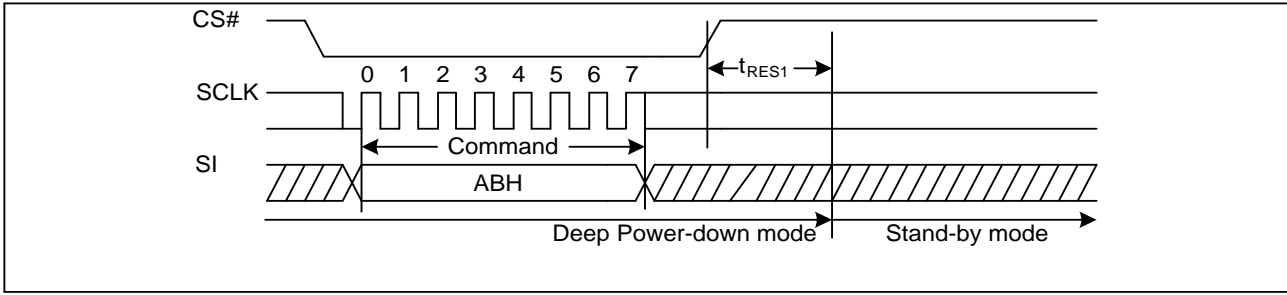 CS#
tRES1
0 1 2 3 4 5 6 7
SCLK
Command
SI
ABH
Deep Power-down mode Stand-by mode